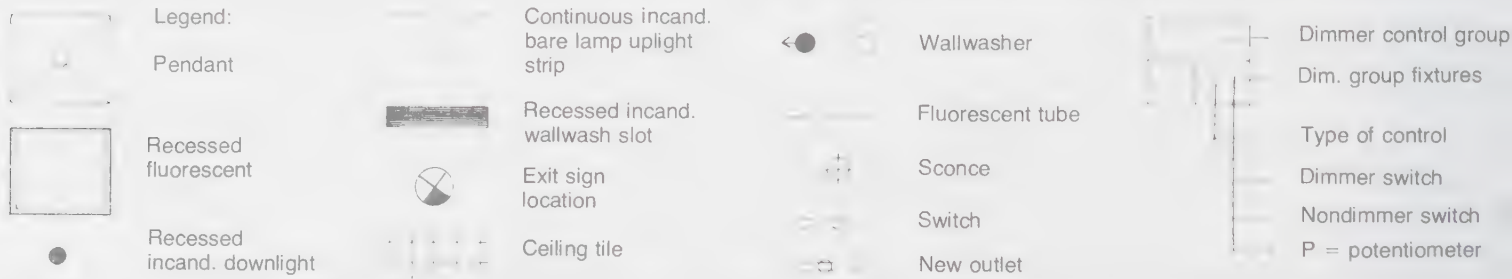 Legend:
Pendant
Recessed
fluorescent
Recessed
incand. downlight
Continuous incand.
bare lamp uplight
strip
Recessed incand.
wallwash slot
Exit sign
location
Ceiling tile
Wallwasher
Fluorescent tube
Sconce
Switch
New outlet
Dimmer control group
Dim. group fixtures
Type of control
Dimmer switch
Nondimmer switch
P = potentiometer